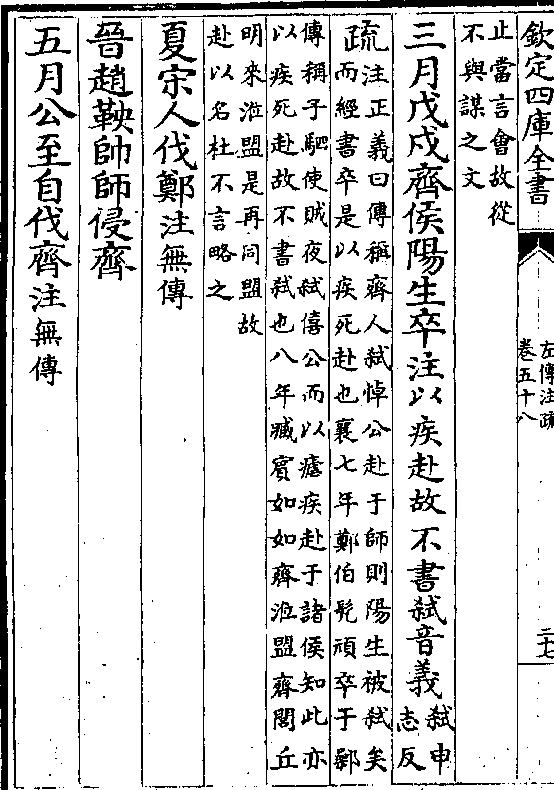 欽定四庫全書
左傳注疏
卷五十八
二十七
止當言會故從
不與謀之文
三月戊戌齊侯陽生卒注以疾赴故不書弑音義弑申
志反
疏注正義曰傳稱齊人弑悼公赴于師則陽生被弑矣
而經書卒是以疾死赴也襄七年鄭伯髠頑卒于鄵
傳稱子駟使賊夜弑僖公而以瘧疾赴于諸侯知此亦
以疾死赴故不書弑也八年臧賓如如齊涖盟齊閭丘
明來涖盟是再同盟故
赴以名杜不言略之
夏宋人伐鄭注無傳
晉趙鞅帥師侵齊
五月公至自伐齊注無傳